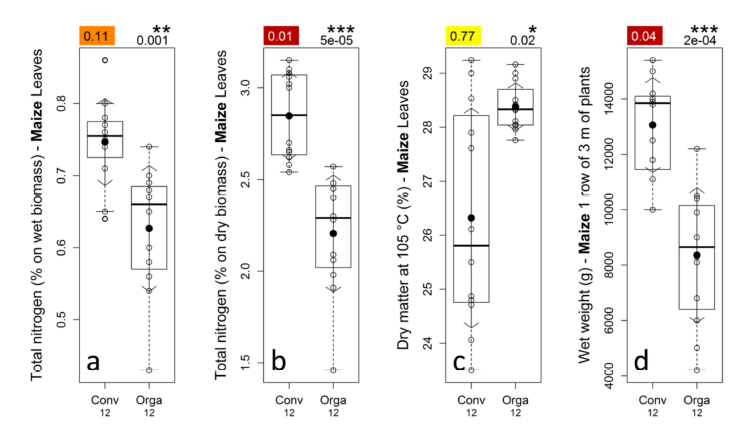 0.11
**
0.001
Total nitrogen (% on wet biomass) - Maize Leaves
0.8
0.7
0.6
0.5
a
Conv
12
Orga
12
0.01
***
5e-05
Total nitrogen (% on dry biomass) - Maize Leaves
3.0
2.5
2.0
1.5
b
Conv
12
Orga
12
0.77
*
0.02
Dry matter at 105 °C (%) - Maize Leaves
29
28
27
26
25
24
c
Conv
12
Orga
12
0.04
***
2e-04
Wet weight (g) - Maize 1 row of 3 m of plants
14000
12000
10000
8000
6000
4000
d
Conv
12
Orga
12